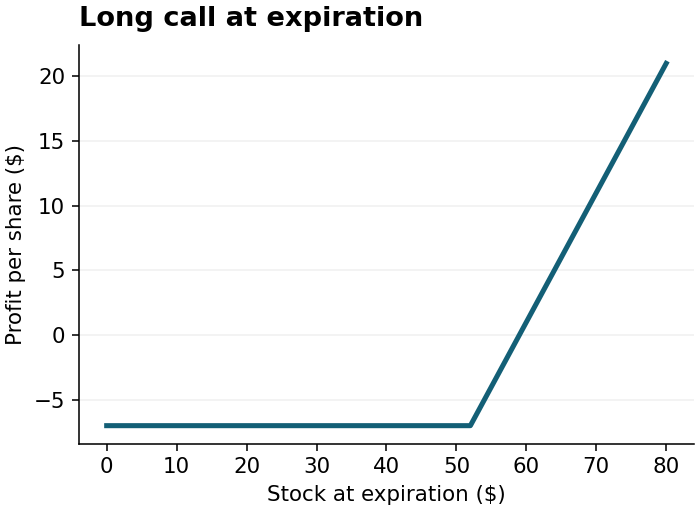 Long call at expiration
Profit per share ($)
20
15
10
5
0
−5
0 10 20 30 40 50 60 70 80
Stock at expiration ($)